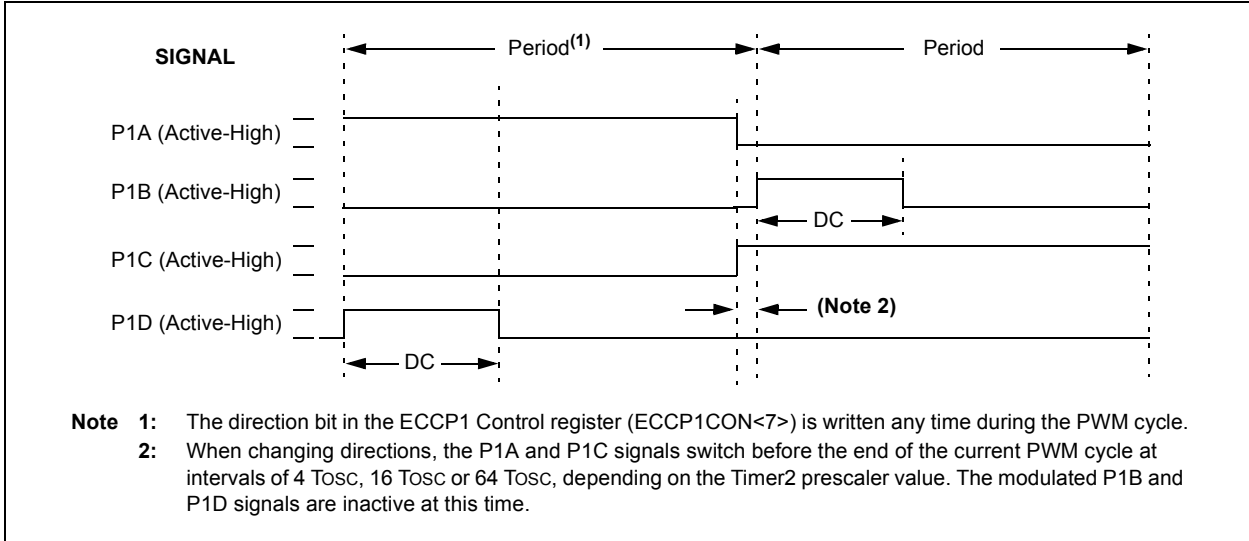 SIGNAL
Period(1)
Period
P1A (Active-High)
P1B (Active-High)
DC
P1C (Active-High)
(Note 2)
P1D (Active-High)
DC
Note 1: The direction bit in the ECCP1 Control register (ECCP1CON<7>) is written any time during the PWM cycle.
2: When changing directions, the P1A and P1C signals switch before the end of the current PWM cycle at
intervals of 4 TOSC, 16 TOSC or 64 TOSC, depending on the Timer2 prescaler value. The modulated P1B and
P1D signals are inactive at this time.